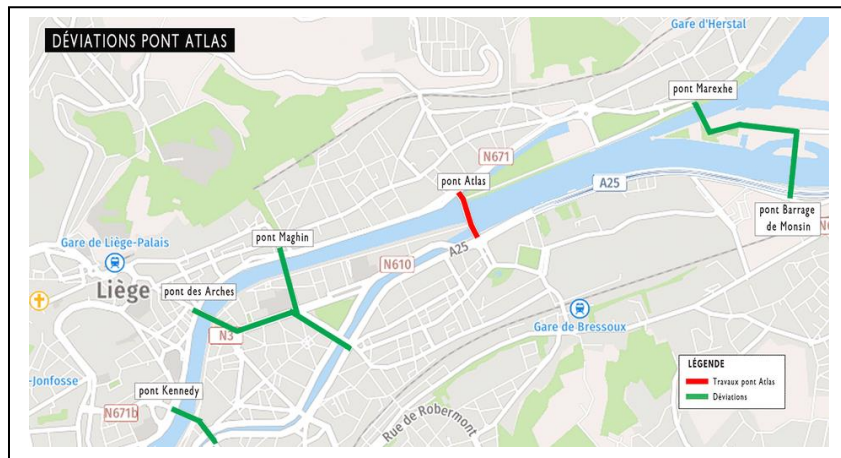 DÉVIATIONS PONT ATLAS
Gare d'Herstal
pont Marexhe
N671
pont Atlas
A25
pont Barrage
de Monsin
pont Maghin
A25
Gare de Liège-Palais
N610
Liège
pont des Arches
N3
Gare de Bressoux
-Jonfosse
pont Kennedy
N671b
Rue de Robermont
LÉGENDE
Travaux pont Atlas
Déviations